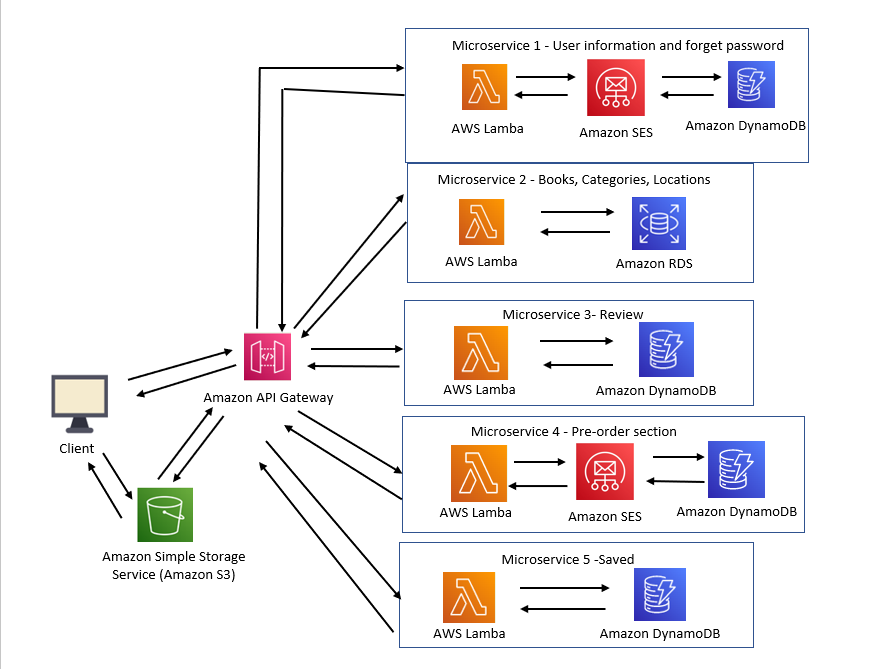 Microservice 1 - User information and forget password
AWS Lamba
Amazon SES
Amazon DynamoDB
Microservice 2 - Books, Categories, Locations
AWS Lamba
Amazon RDS
Microservice 3- Review
AWS Lamba
Amazon DynamoDB
Amazon API Gateway
Client
Microservice 4 - Pre-order section
AWS Lamba
Amazon SES
Amazon DynamoDB
Amazon Simple Storage
Service (Amazon S3)
Microservice 5 -Saved
AWS Lamba
Amazon DynamoDB